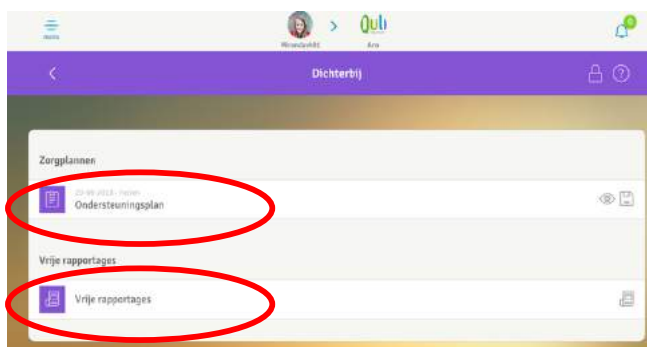 menu
Quli
Dichterbij
Zorgplannen
Ondersteuningsplan
Vrije rapportages
Vrije rapportages